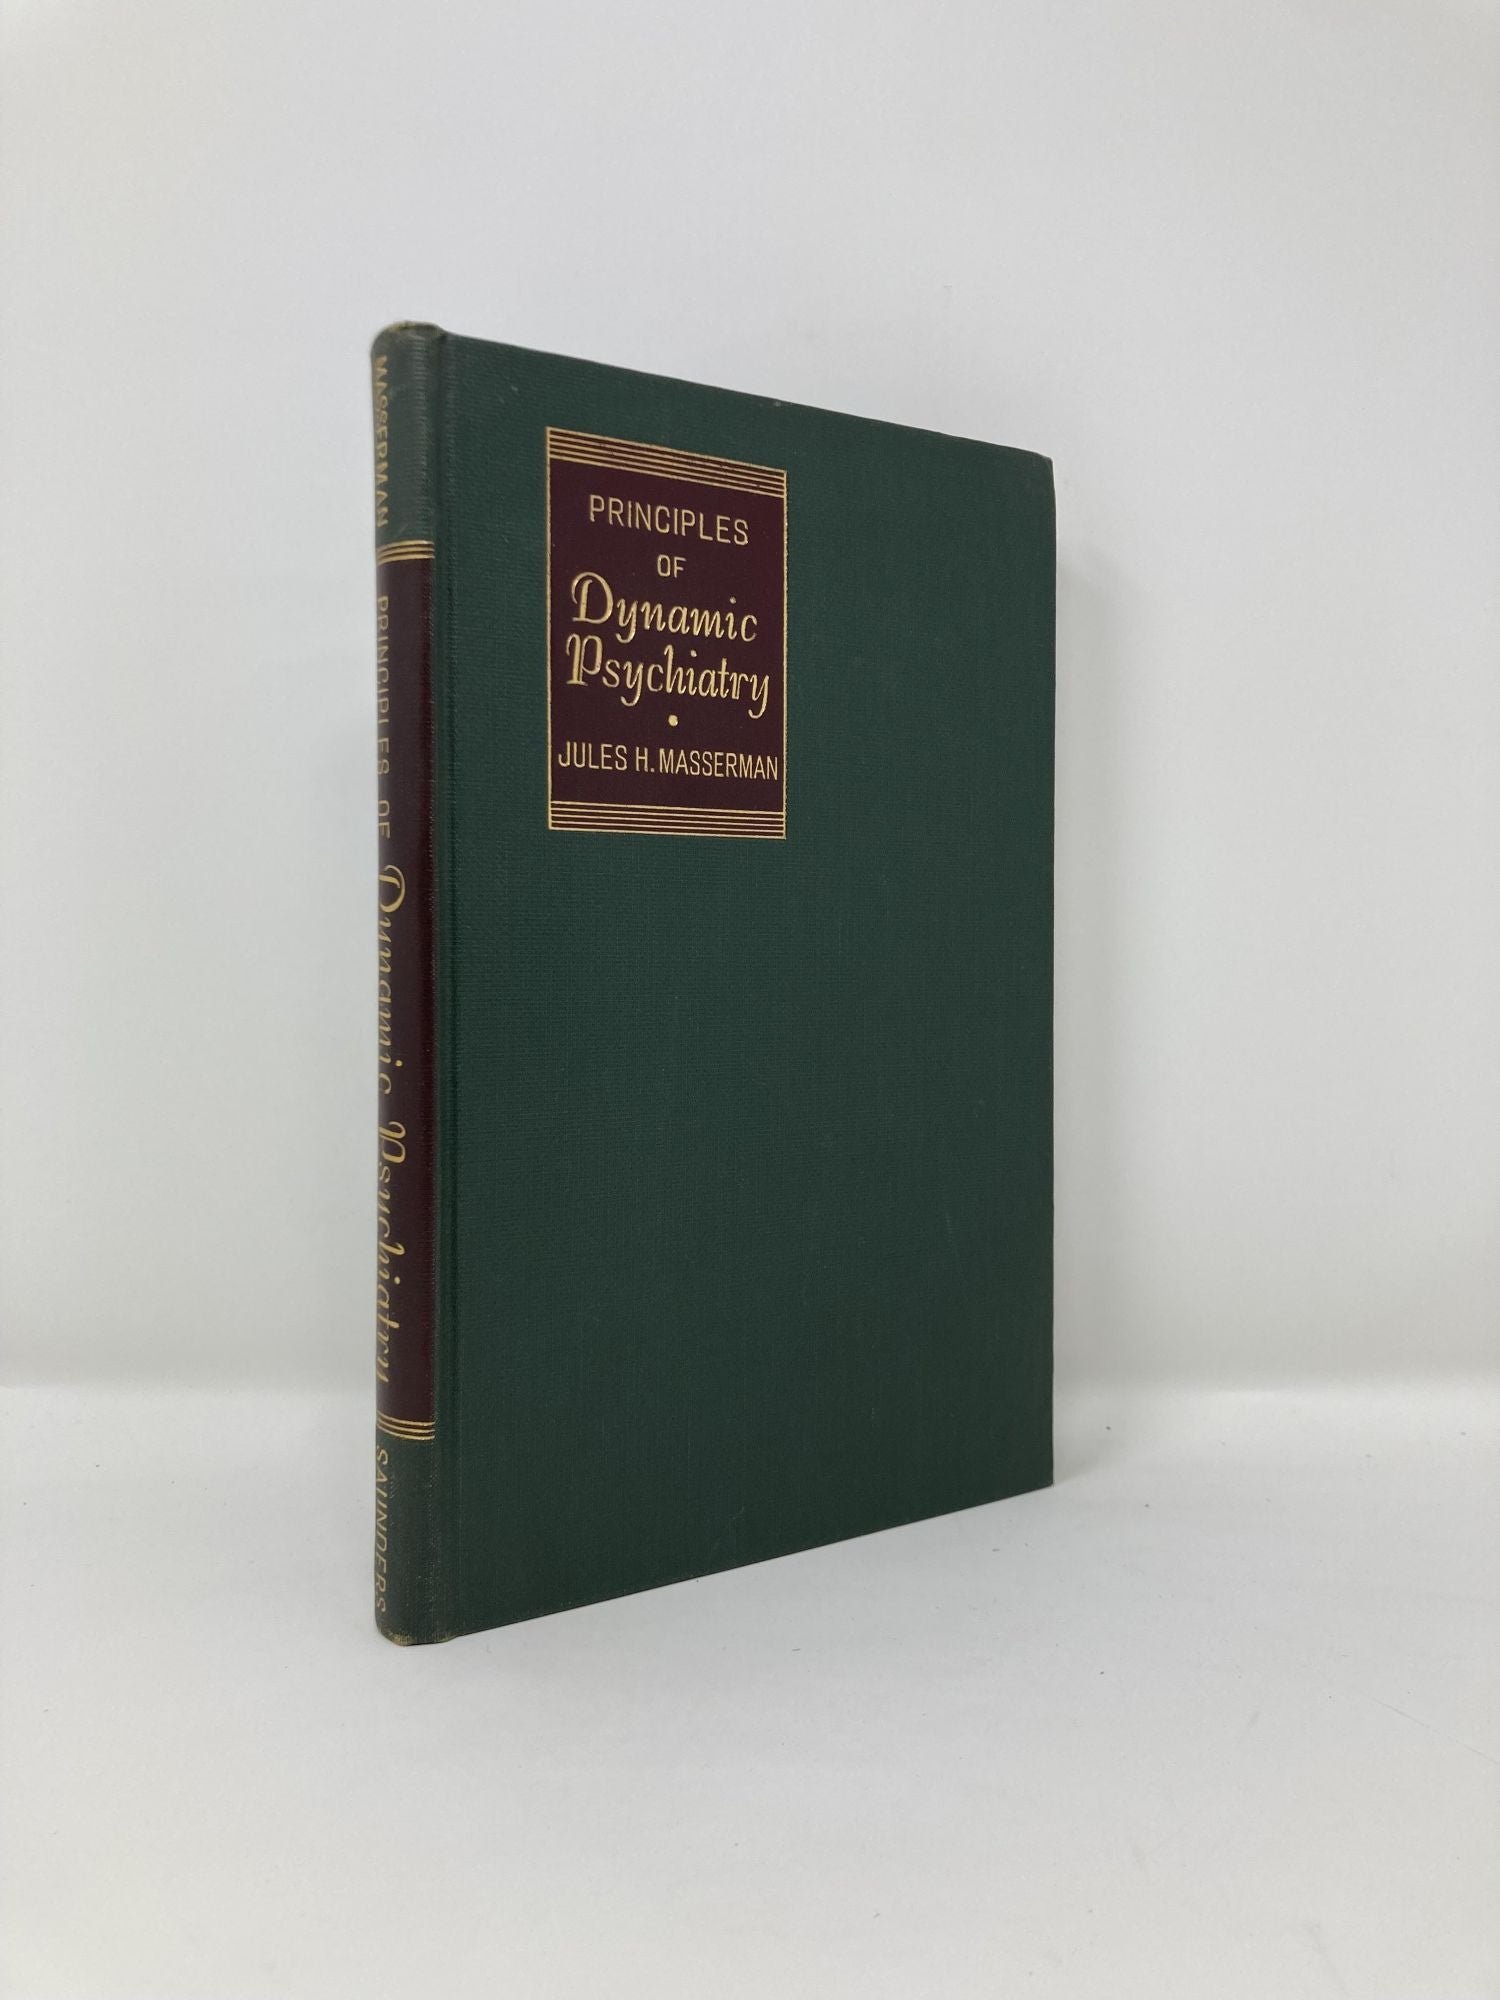 PRINCIPLES
OF
Dynamic
Psychiatry
JULES H. MASSERMAN
MASSERMAN
PRINCIPLES OF Dynamic Psychiatry
SAUNDERS